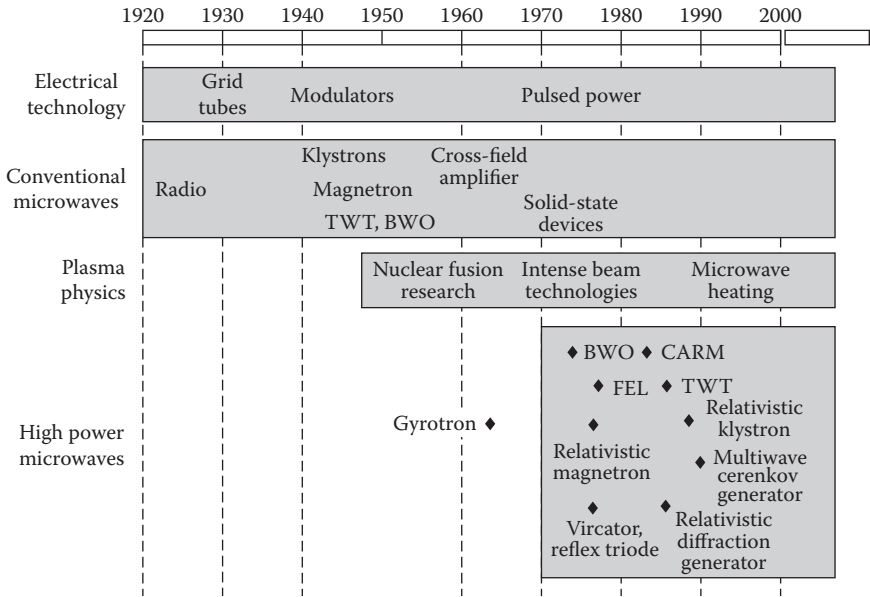 1920 1930 1940 1950 1960 1970 1980 1990 2000
Electrical
technology
Grid
tubes
Modulators
Pulsed power
Conventional
microwaves
Radio
Klystrons
Magnetron
TWT, BWO
Cross-field
amplifier
Solid-state
devices
Plasma
physics
Nuclear fusion
research
Intense beam
technologies
Microwave
heating
High power
microwaves
Gyrotron
BWO
CARM
FEL
TWT
Relativistic
magnetron
Relativistic
klystron
Multiwave
cerenkov
generator
Vircator,
reflex triode
Relativistic
diffraction
generator